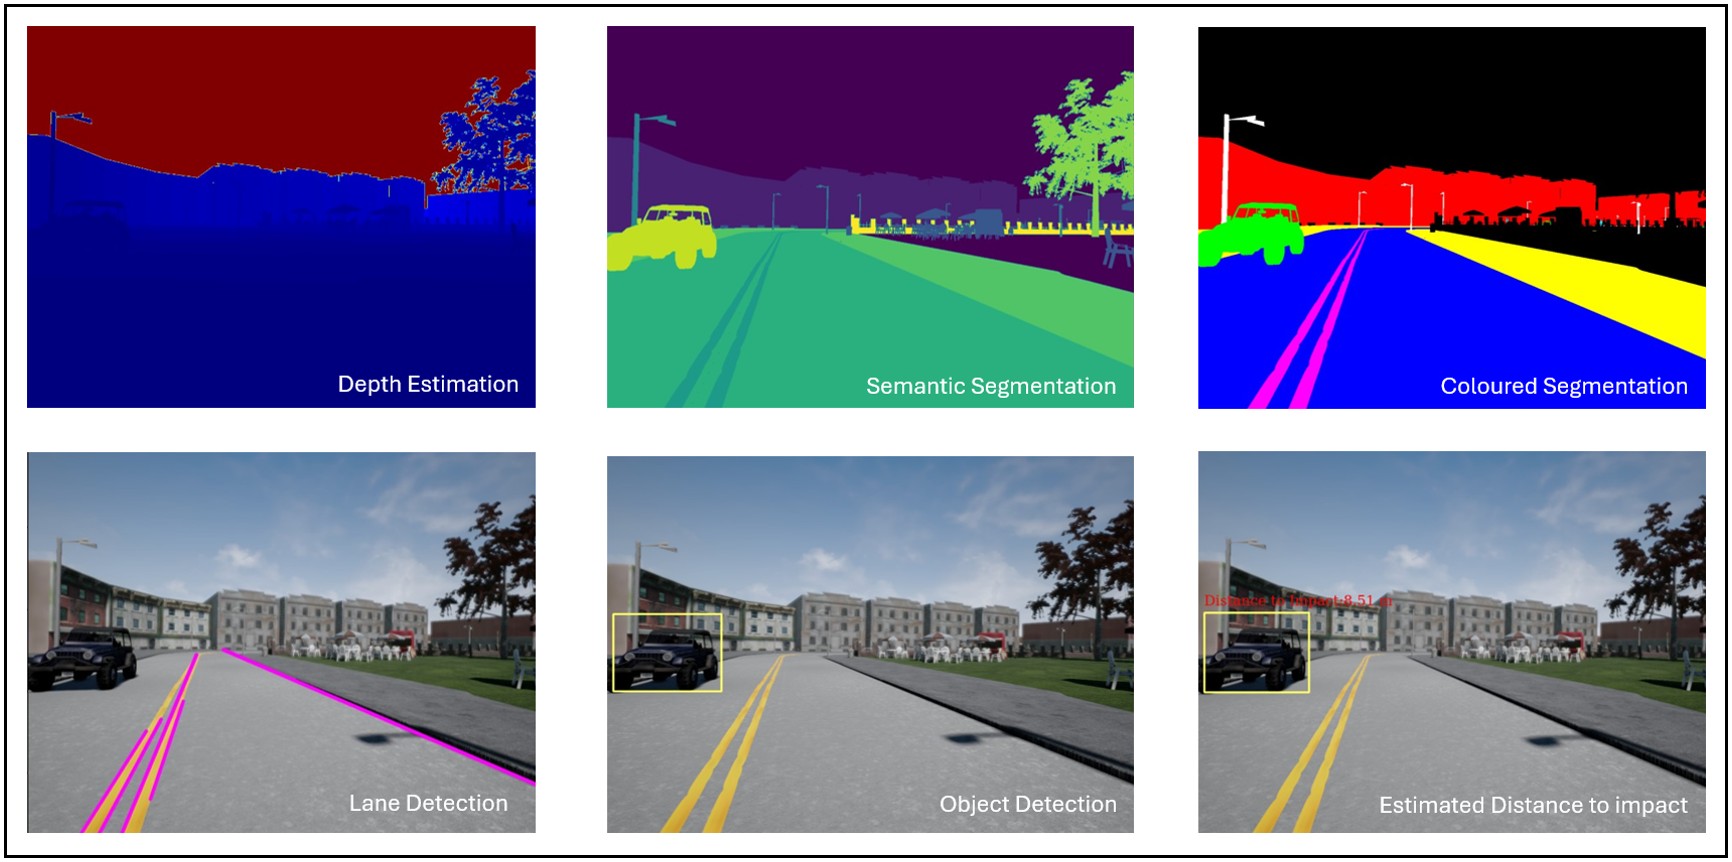 Depth Estimation
Semantic Segmentation
Coloured Segmentation
Lane Detection
Object Detection
Distance to Impact:8.51 m
Estimated Distance to impact